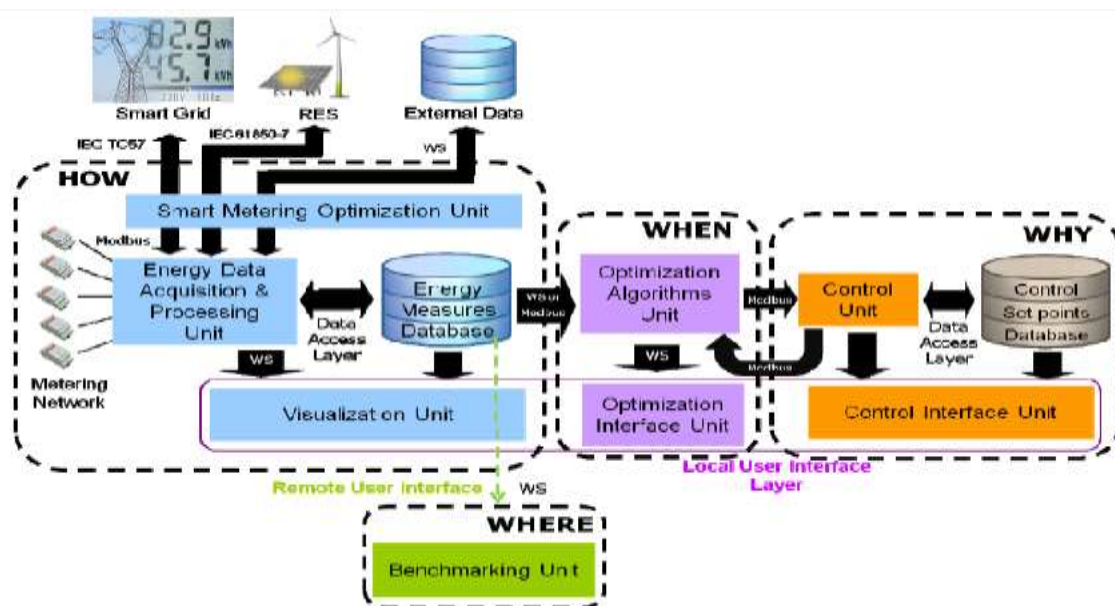 82.9 kWh
45.7 kWh
Smart Grid
RES
External Data
IEC TC57
IEC 61850-7
WS
HOW
Smart Metering Optimization Unit
WHEN
WHY
Modbus
Energy Data
Acquisition &
Processing
Unit
Data
Access
Layer
Energy
Measures
Database
WS or
Modbus
Optimization
Algorithms
Unit
Modbus
Control
Unit
Data
Access
Layer
Control
Set points
Database
Metering
Network
WS
WS
Modbus
Visualization Unit
Optimization
Interface Unit
Control Interface Unit
Local User Interface
Layer
Remote User Interface
WS
WHERE
Benchmarking Unit